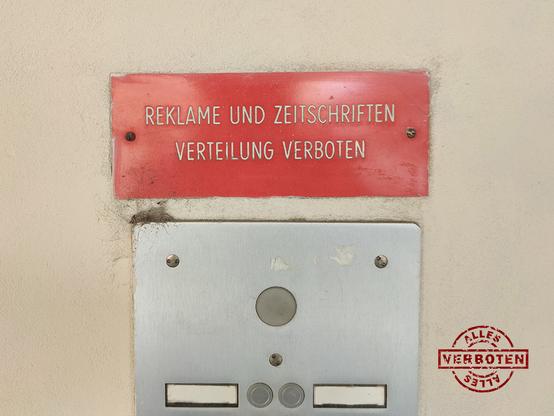 REKLAME UND ZEITSCHRIFTEN
VERTEILUNG VERBOTEN
ALLES
VERBOTEN
ALLES